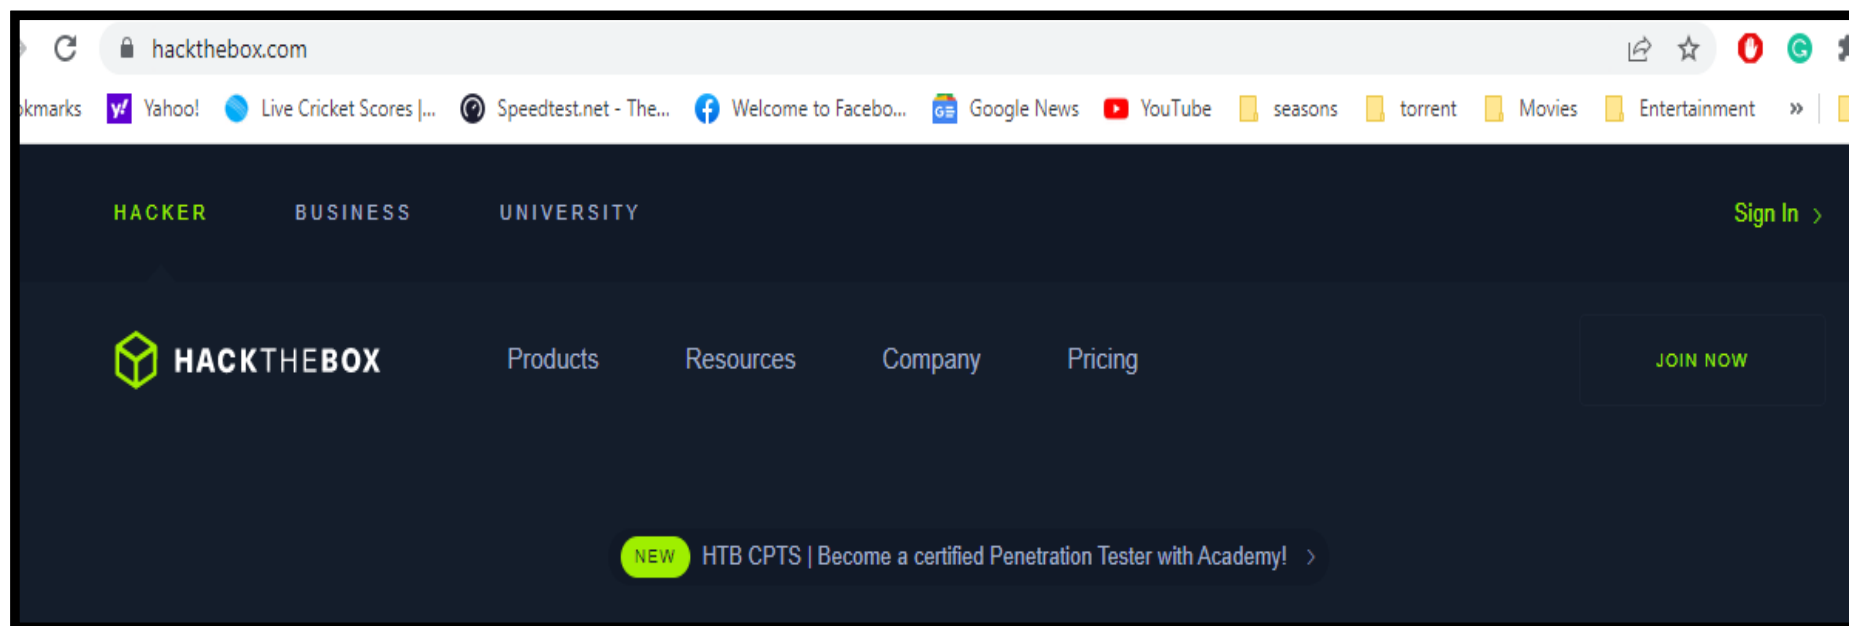 hackthebox.com
okmarks Yahoo! Live Cricket Scores |... Speedtest.net - The... Welcome to Facebo... Google News YouTube seasons torrent Movies Entertainment »
HACKER BUSINESS UNIVERSITY Sign In >
HACKTHEBOX Products Resources Company Pricing JOIN NOW
NEW HTB CPTS | Become a certified Penetration Tester with Academy! >